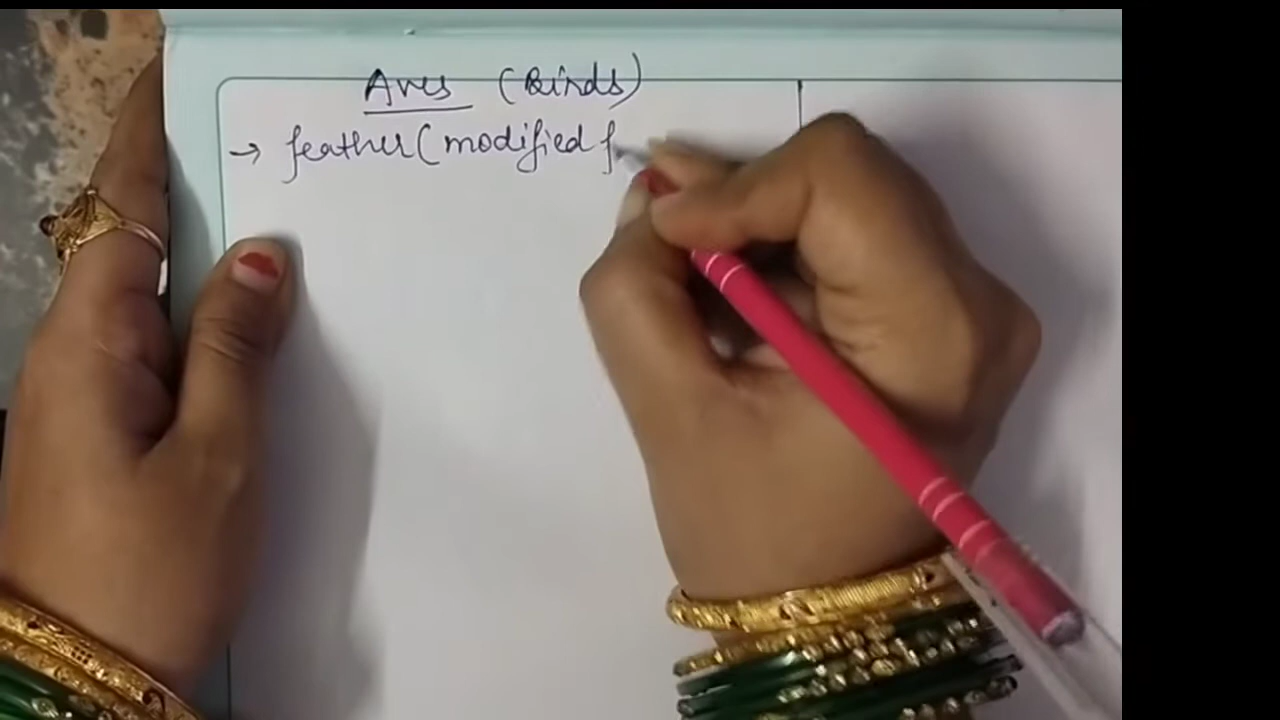 Aves (Birds)
→ feather (modified f